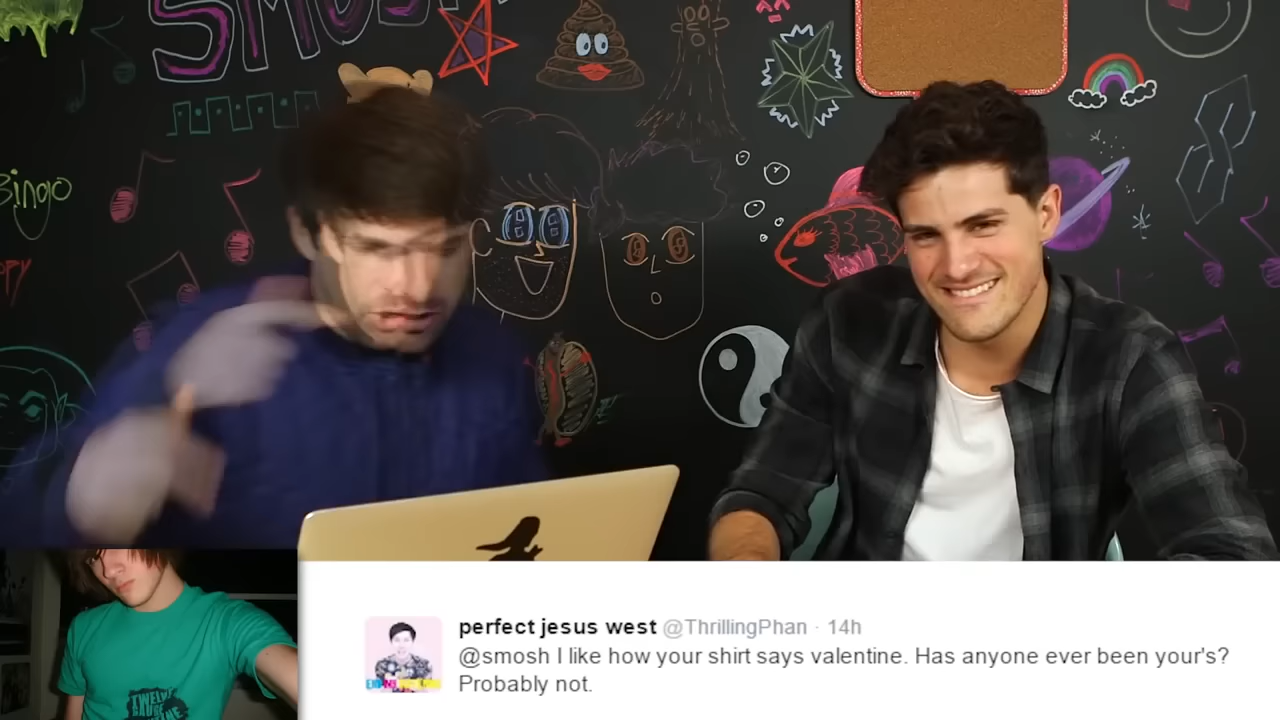 SMOSH
Bingo
perfect jesus west @ThrillingPhan · 14h
@smosh I like how your shirt says valentine. Has anyone ever been your's?
Probably not.